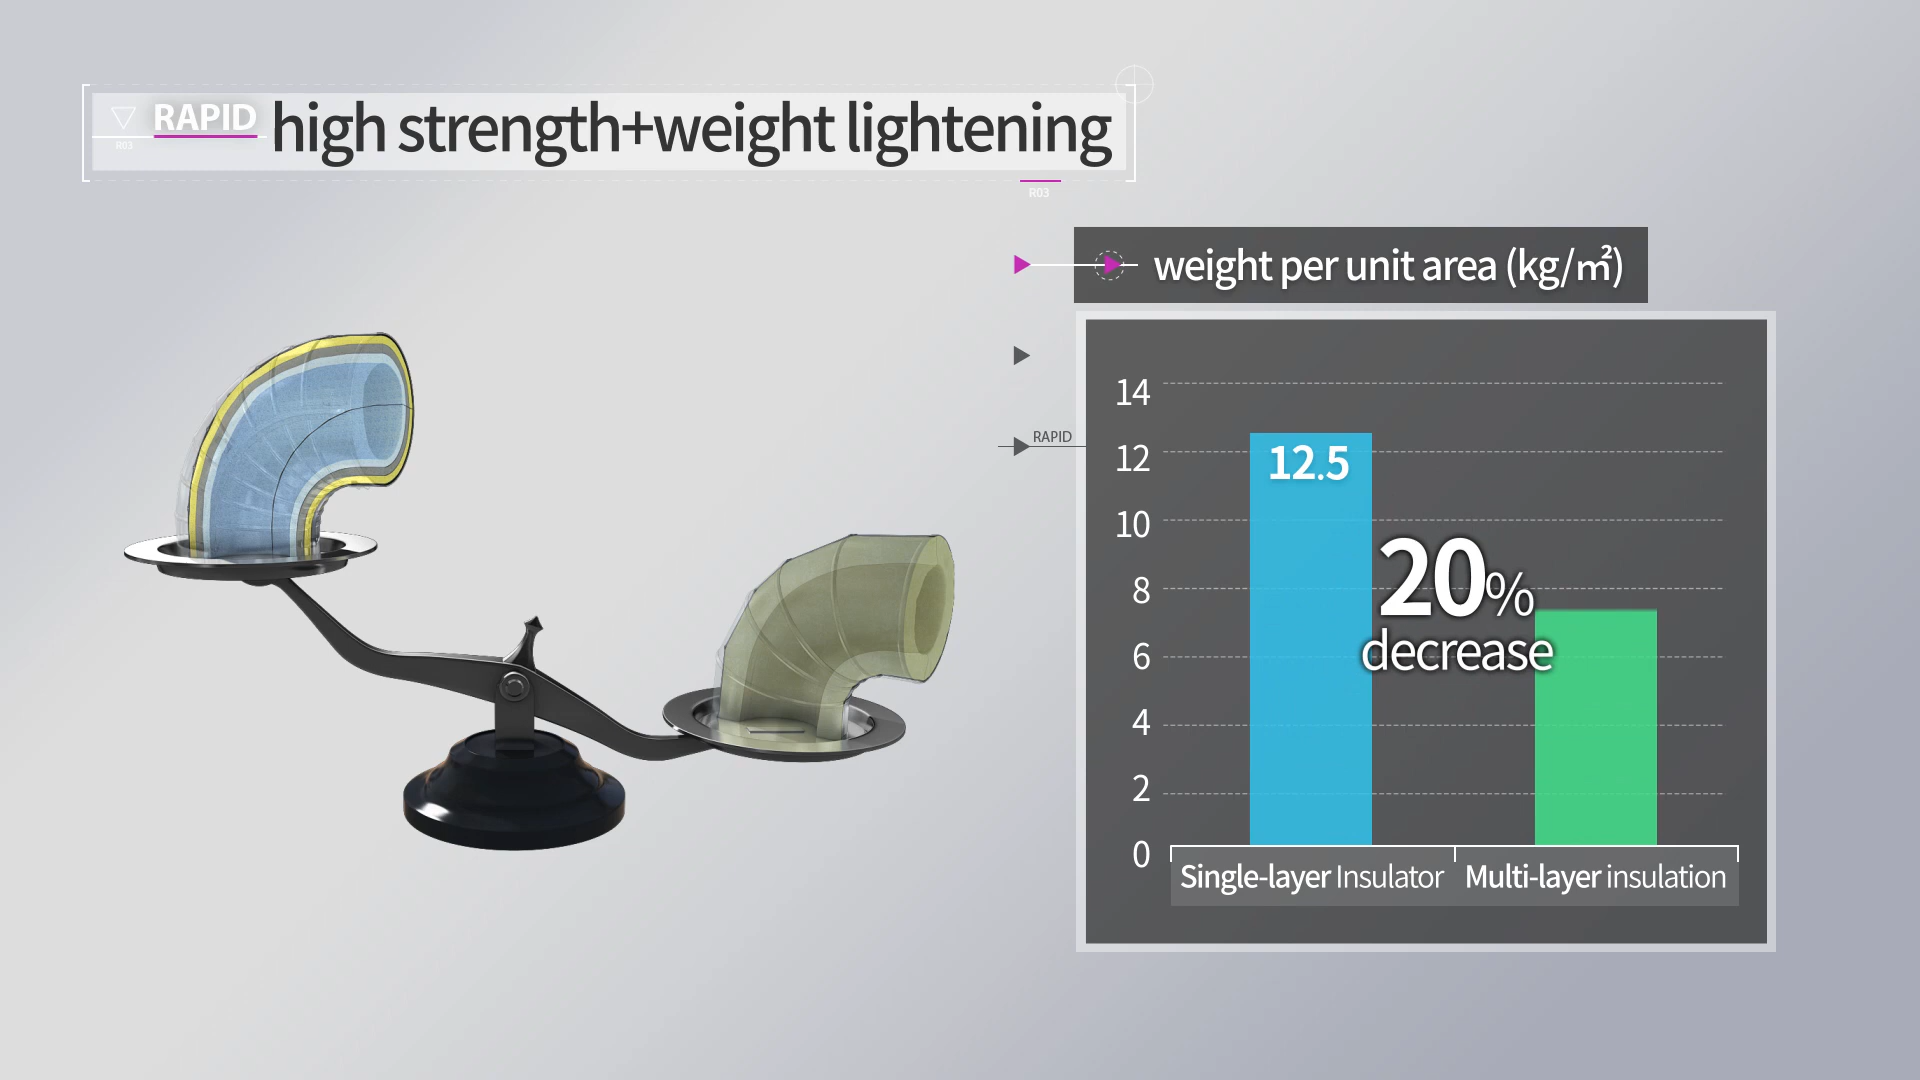 RAPID high strength+weight lightening
R03
R03
weight per unit area (kg/㎡)
RAPID
14
12
10
8
6
4
2
0
12.5
20%
decrease
Single-layer Insulator
Multi-layer insulation